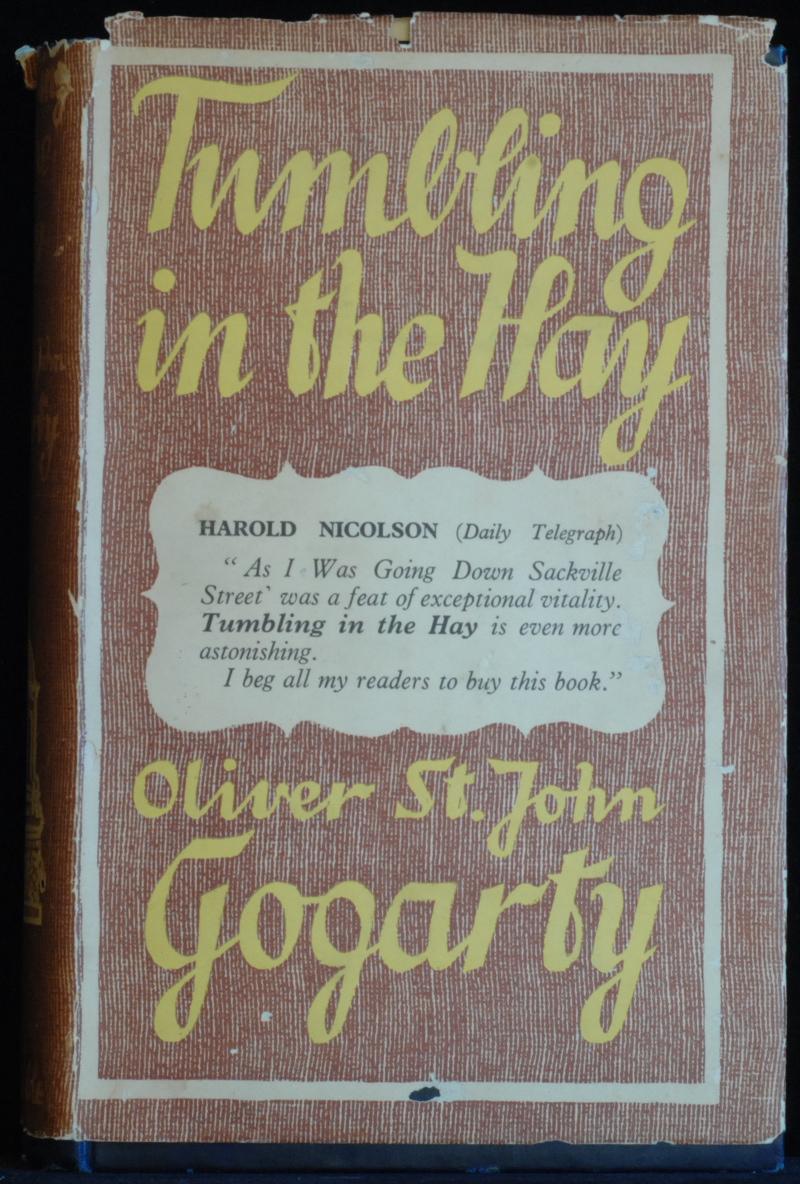 Tumbling
in the Hay
HAROLD NICOLSON (Daily Telegraph)
“As I Was Going Down Sackville
Street` was a feat of exceptional vitality.
Tumbling in the Hay is even more
astonishing.
I beg all my readers to buy this book.”
Oliver St. John
Gogarty